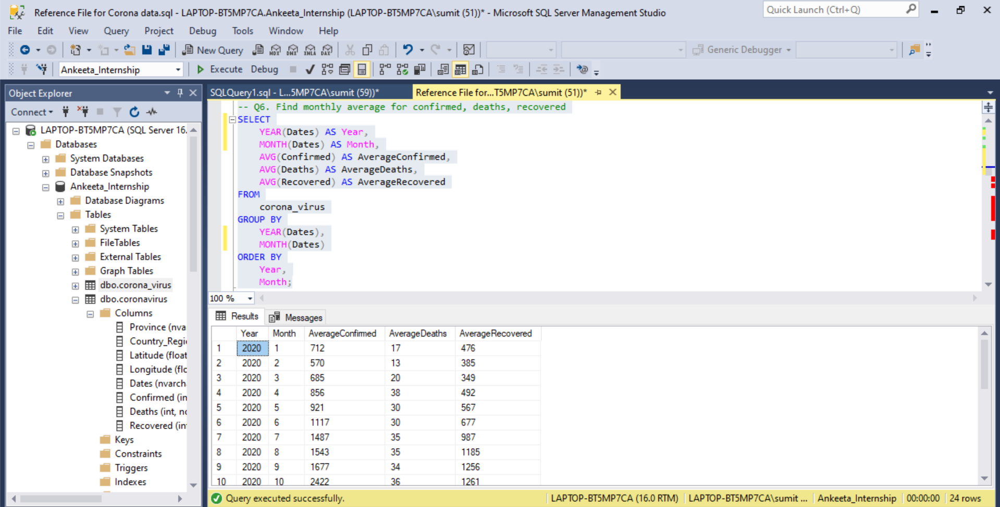 Reference File for Corona data.sql - LAPTOP-BT5MP7CA.Ankeeta_Internship (LAPTOP-BT5MP7CA\sumit (51))* - Microsoft SQL Server Management Studio
Quick Launch (Ctrl+Q)
File Edit View Query Project Debug Tools Window Help
New Query MDX DMX XMLA DAX Generic Debugger
Ankeeta_Internship Execute Debug
Object Explorer
Connect
LAPTOP-BT5MP7CA (SQL Server 16.
Databases
System Databases
Database Snapshots
Ankeeta_Internship
Database Diagrams
Tables
System Tables
FileTables
External Tables
Graph Tables
dbo.corona_virus
dbo.coronavirus
Columns
Province (nva
Country_Regi
Latitude (float
Longitude (flo
Dates (nvarch
Confirmed (in
Deaths (int, no
Recovered (in
Keys
Constraints
Triggers
Indexes
SQLQuery1.sql - L...5MP7CA\sumit (59))*
Reference File for...T5MP7CA\sumit (51))*
-- Q6. Find monthly average for confirmed, deaths, recovered
SELECT
YEAR(Dates) AS Year,
MONTH(Dates) AS Month,
AVG(Confirmed) AS AverageConfirmed,
AVG(Deaths) AS AverageDeaths,
AVG(Recovered) AS AverageRecovered
FROM
corona_virus
GROUP BY
YEAR(Dates),
MONTH(Dates)
ORDER BY
Year,
Month;
100 %
Results Messages
Year Month AverageConfirmed AverageDeaths AverageRecovered
1 2020 1 712 17 476
2 2020 2 570 13 385
3 2020 3 685 20 349
4 2020 4 856 38 492
5 2020 5 921 30 567
6 2020 6 1117 30 677
7 2020 7 1487 35 987
8 2020 8 1543 35 1185
9 2020 9 1677 34 1256
10 2020 10 2422 36 1261
Query executed successfully.
LAPTOP-BT5MP7CA (16.0 RTM) LAPTOP-BT5MP7CA\sumit ... Ankeeta_Internship 00:00:00 24 rows